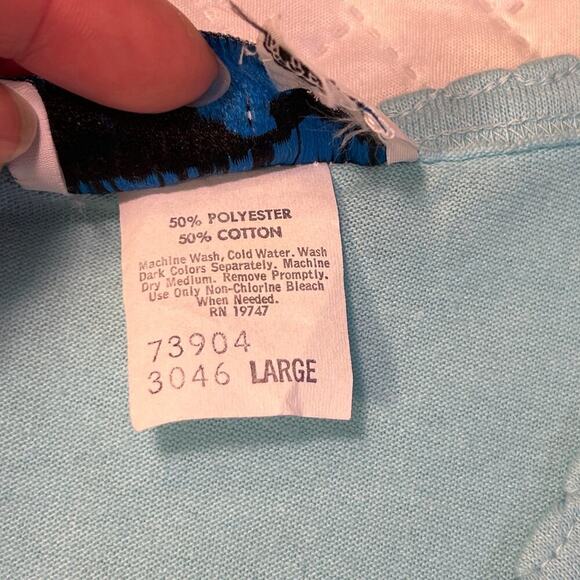 50% POLYESTER
50% COTTON
Machine Wash, Cold Water. Wash
Dark Colors Separately. Machine
Dry Medium. Remove Promptly.
Use Only Non-Chlorine Bleach
When Needed.
RN 19747
73904
3046 LARGE